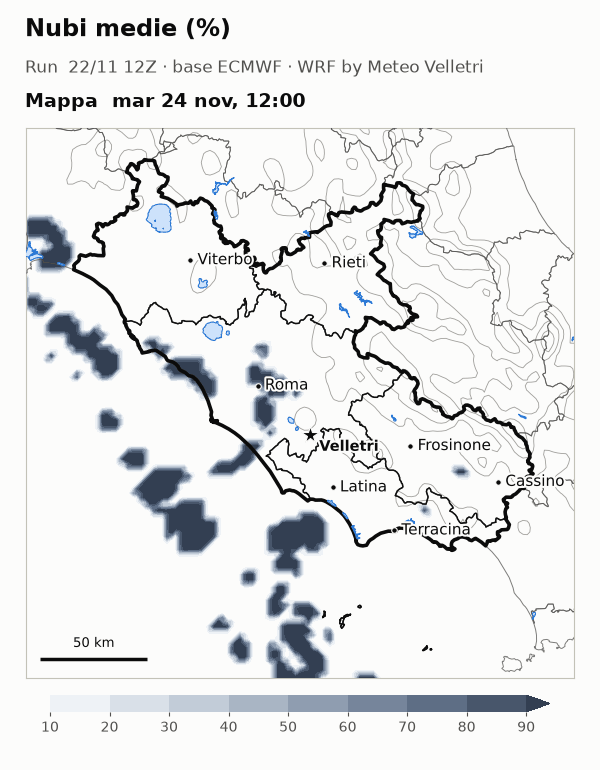 Nubi medie (%)
Run  22/11 12Z · base ECMWF · WRF by Meteo Velletri
Mappa  mar 24 nov, 12:00
Viterbo
Rieti
Roma
Velletri
Frosinone
Cassino
Latina
Terracina
50 km
10 20 30 40 50 60 70 80 90